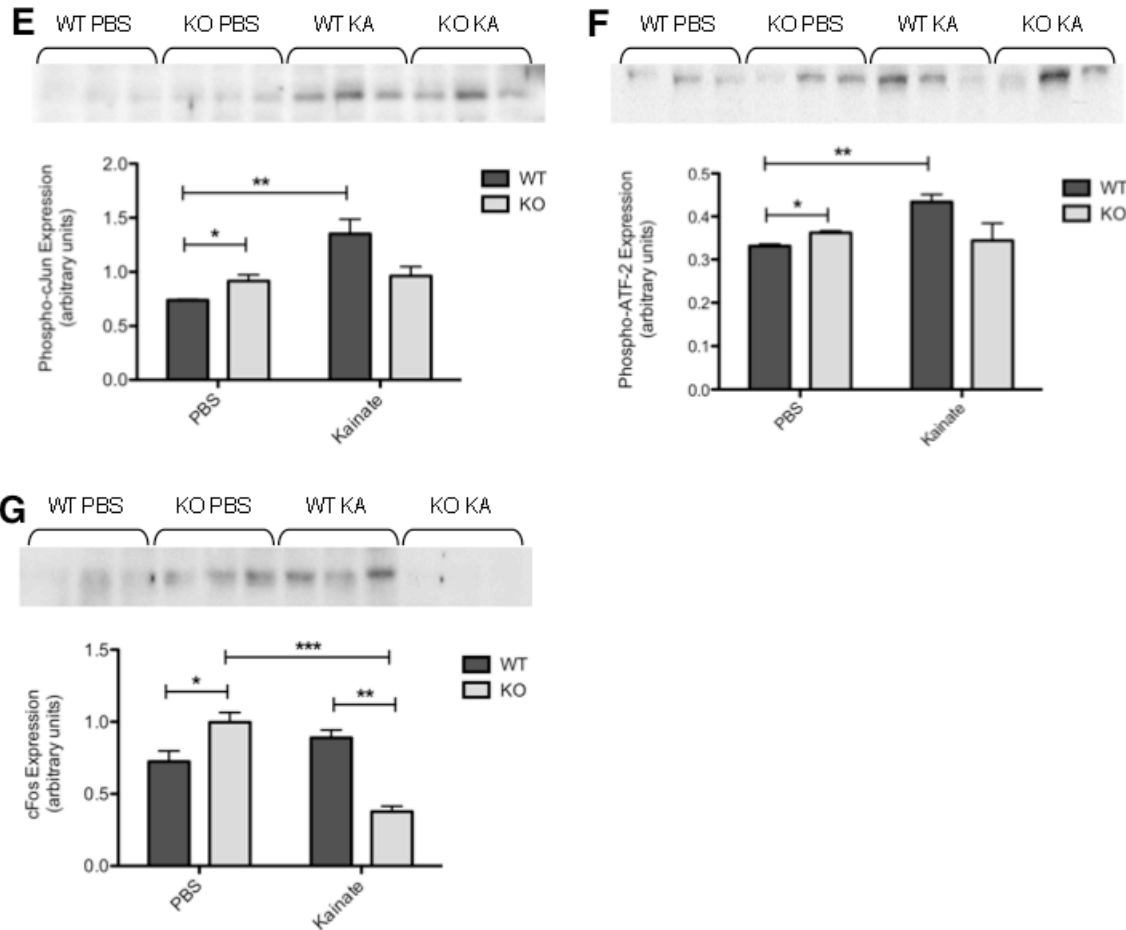 E
WT PBS KO PBS WT KA KO KA
Phospho-cJun Expression
(arbitrary units)
2.0
1.5
1.0
0.5
0.0
**
*
WT
KO
PBS
Kainate
F
WT PBS KO PBS WT KA KO KA
Phospho-ATF-2 Expression
(arbitrary units)
0.5
0.4
0.3
0.2
0.1
0.0
**
*
WT
KO
PBS
Kainate
G
WT PBS KO PBS WT KA KO KA
cFos Expression
(arbitrary units)
1.5
1.0
0.5
0.0
***
*
**
WT
KO
PBS
Kainate